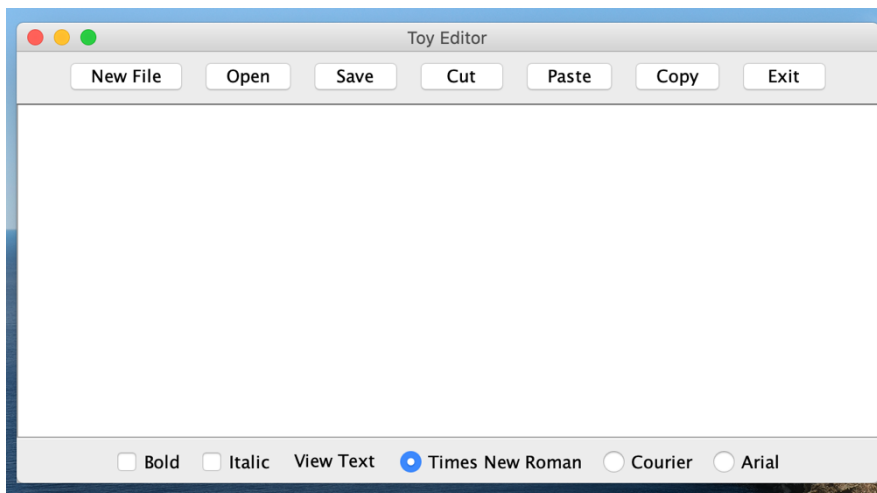 Toy Editor
New File Open Save Cut Paste Copy Exit
Bold Italic View Text Times New Roman Courier Arial